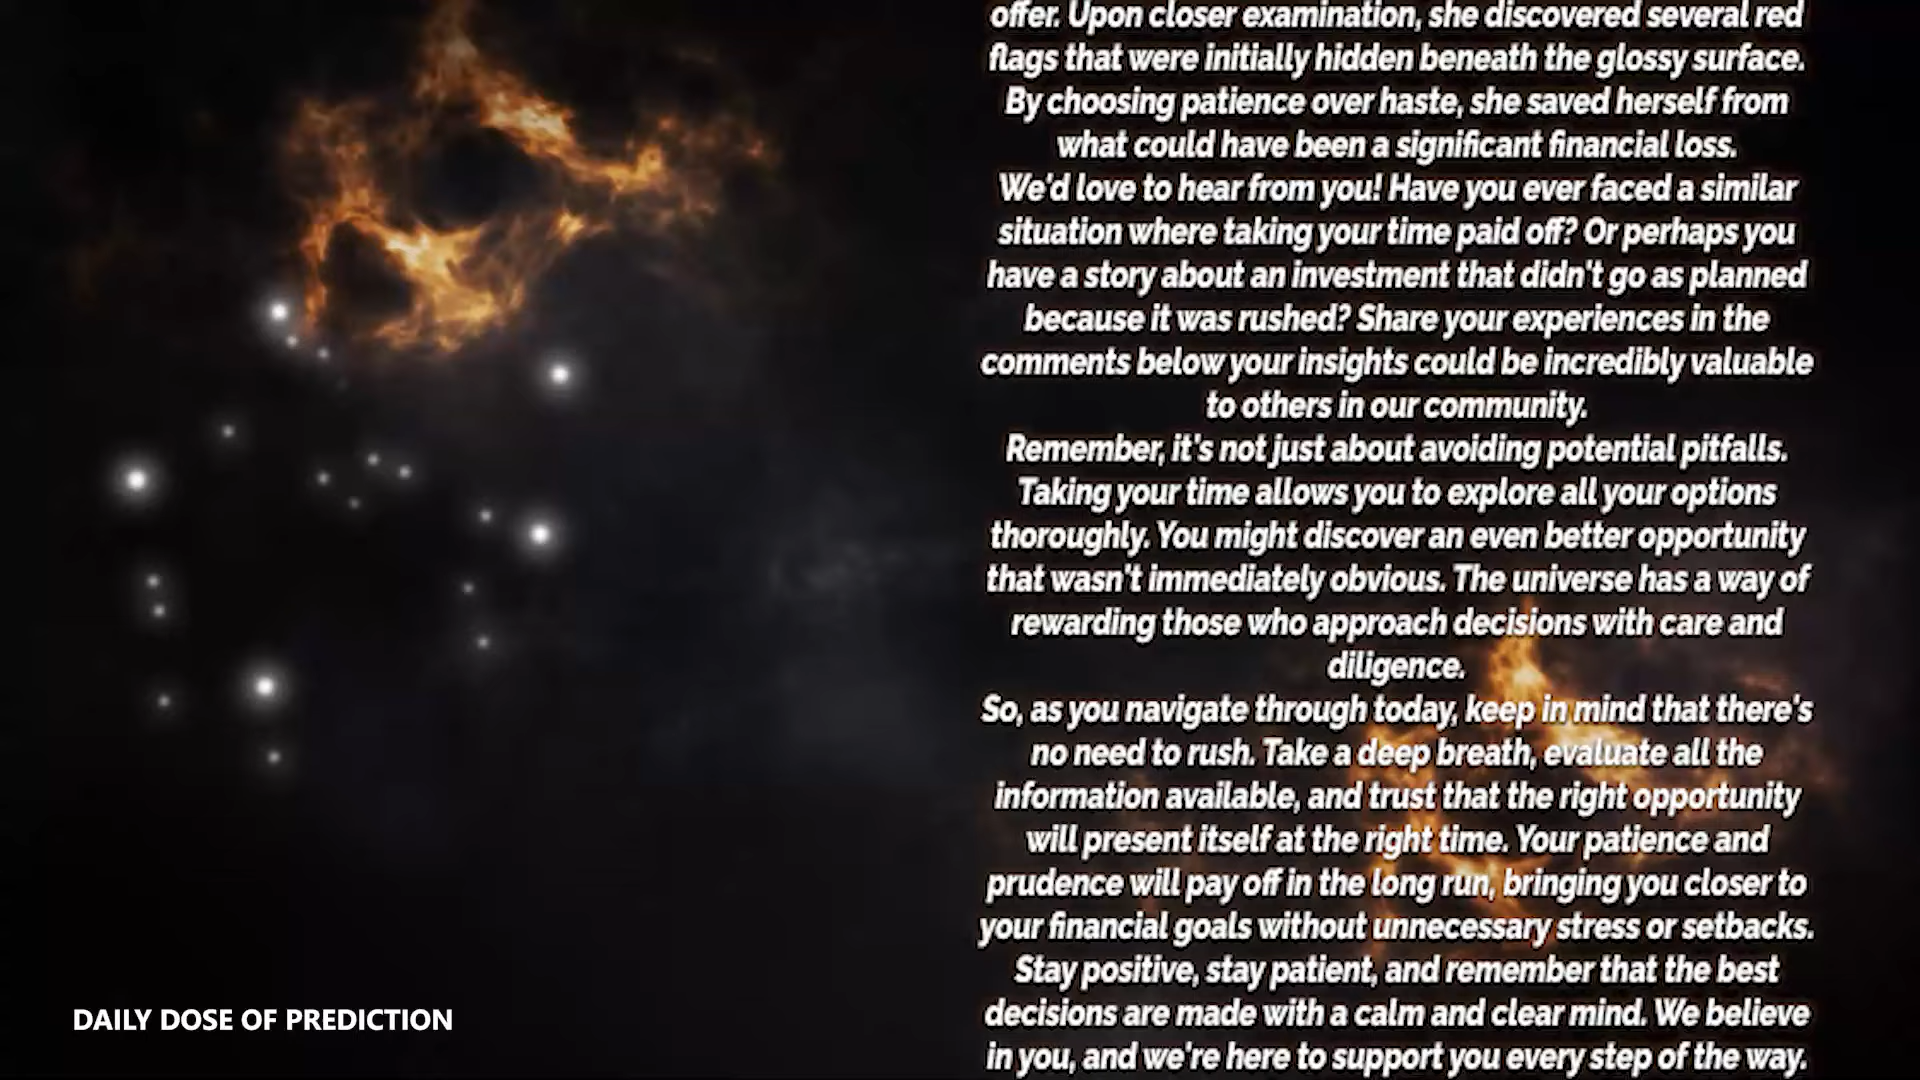 offer. Upon closer examination, she discovered several red
flags that were initially hidden beneath the glossy surface.
By choosing patience over haste, she saved herself from
what could have been a significant financial loss.
We'd love to hear from you! Have you ever faced a similar
situation where taking your time paid off? Or perhaps you
have a story about an investment that didn't go as planned
because it was rushed? Share your experiences in the
comments below your insights could be incredibly valuable
to others in our community.
Remember, it's not just about avoiding potential pitfalls.
Taking your time allows you to explore all your options
thoroughly. You might discover an even better opportunity
that wasn't immediately obvious. The universe has a way of
rewarding those who approach decisions with care and
diligence.
So, as you navigate through today, keep in mind that there's
no need to rush. Take a deep breath, evaluate all the
information available, and trust that the right opportunity
will present itself at the right time. Your patience and
prudence will pay off in the long run, bringing you closer to
your financial goals without unnecessary stress or setbacks.
Stay positive, stay patient, and remember that the best
decisions are made with a calm and clear mind. We believe
in you, and we're here to support you every step of the way.
DAILY DOSE OF PREDICTION